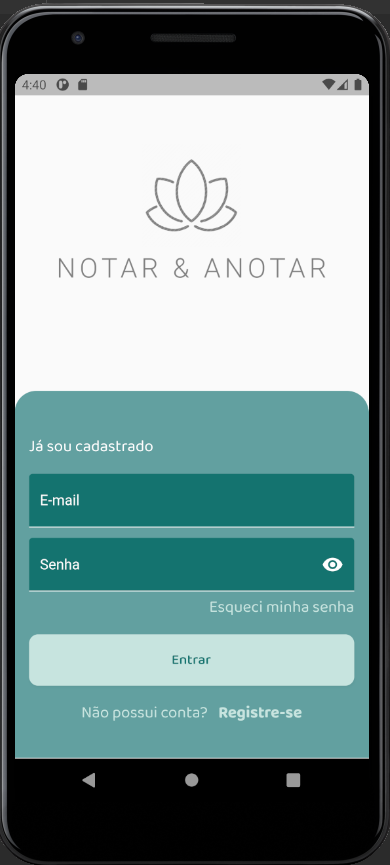 4:40
NOTAR & ANOTAR
Já sou cadastrado
E-mail
Senha
Esqueci minha senha
Entrar
Não possui conta? Registre-se